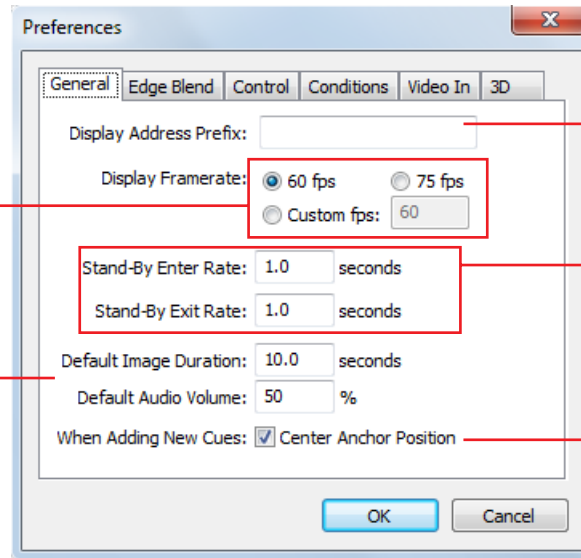 Preferences
General Edge Blend Control Conditions Video In 3D
Display Address Prefix:
Display Framerate: 60 fps 75 fps
Custom fps: 60
Stand-By Enter Rate: 1.0 seconds
Stand-By Exit Rate: 1.0 seconds
Default Image Duration: 10.0 seconds
Default Audio Volume: 50 %
When Adding New Cues: Center Anchor Position
OK Cancel